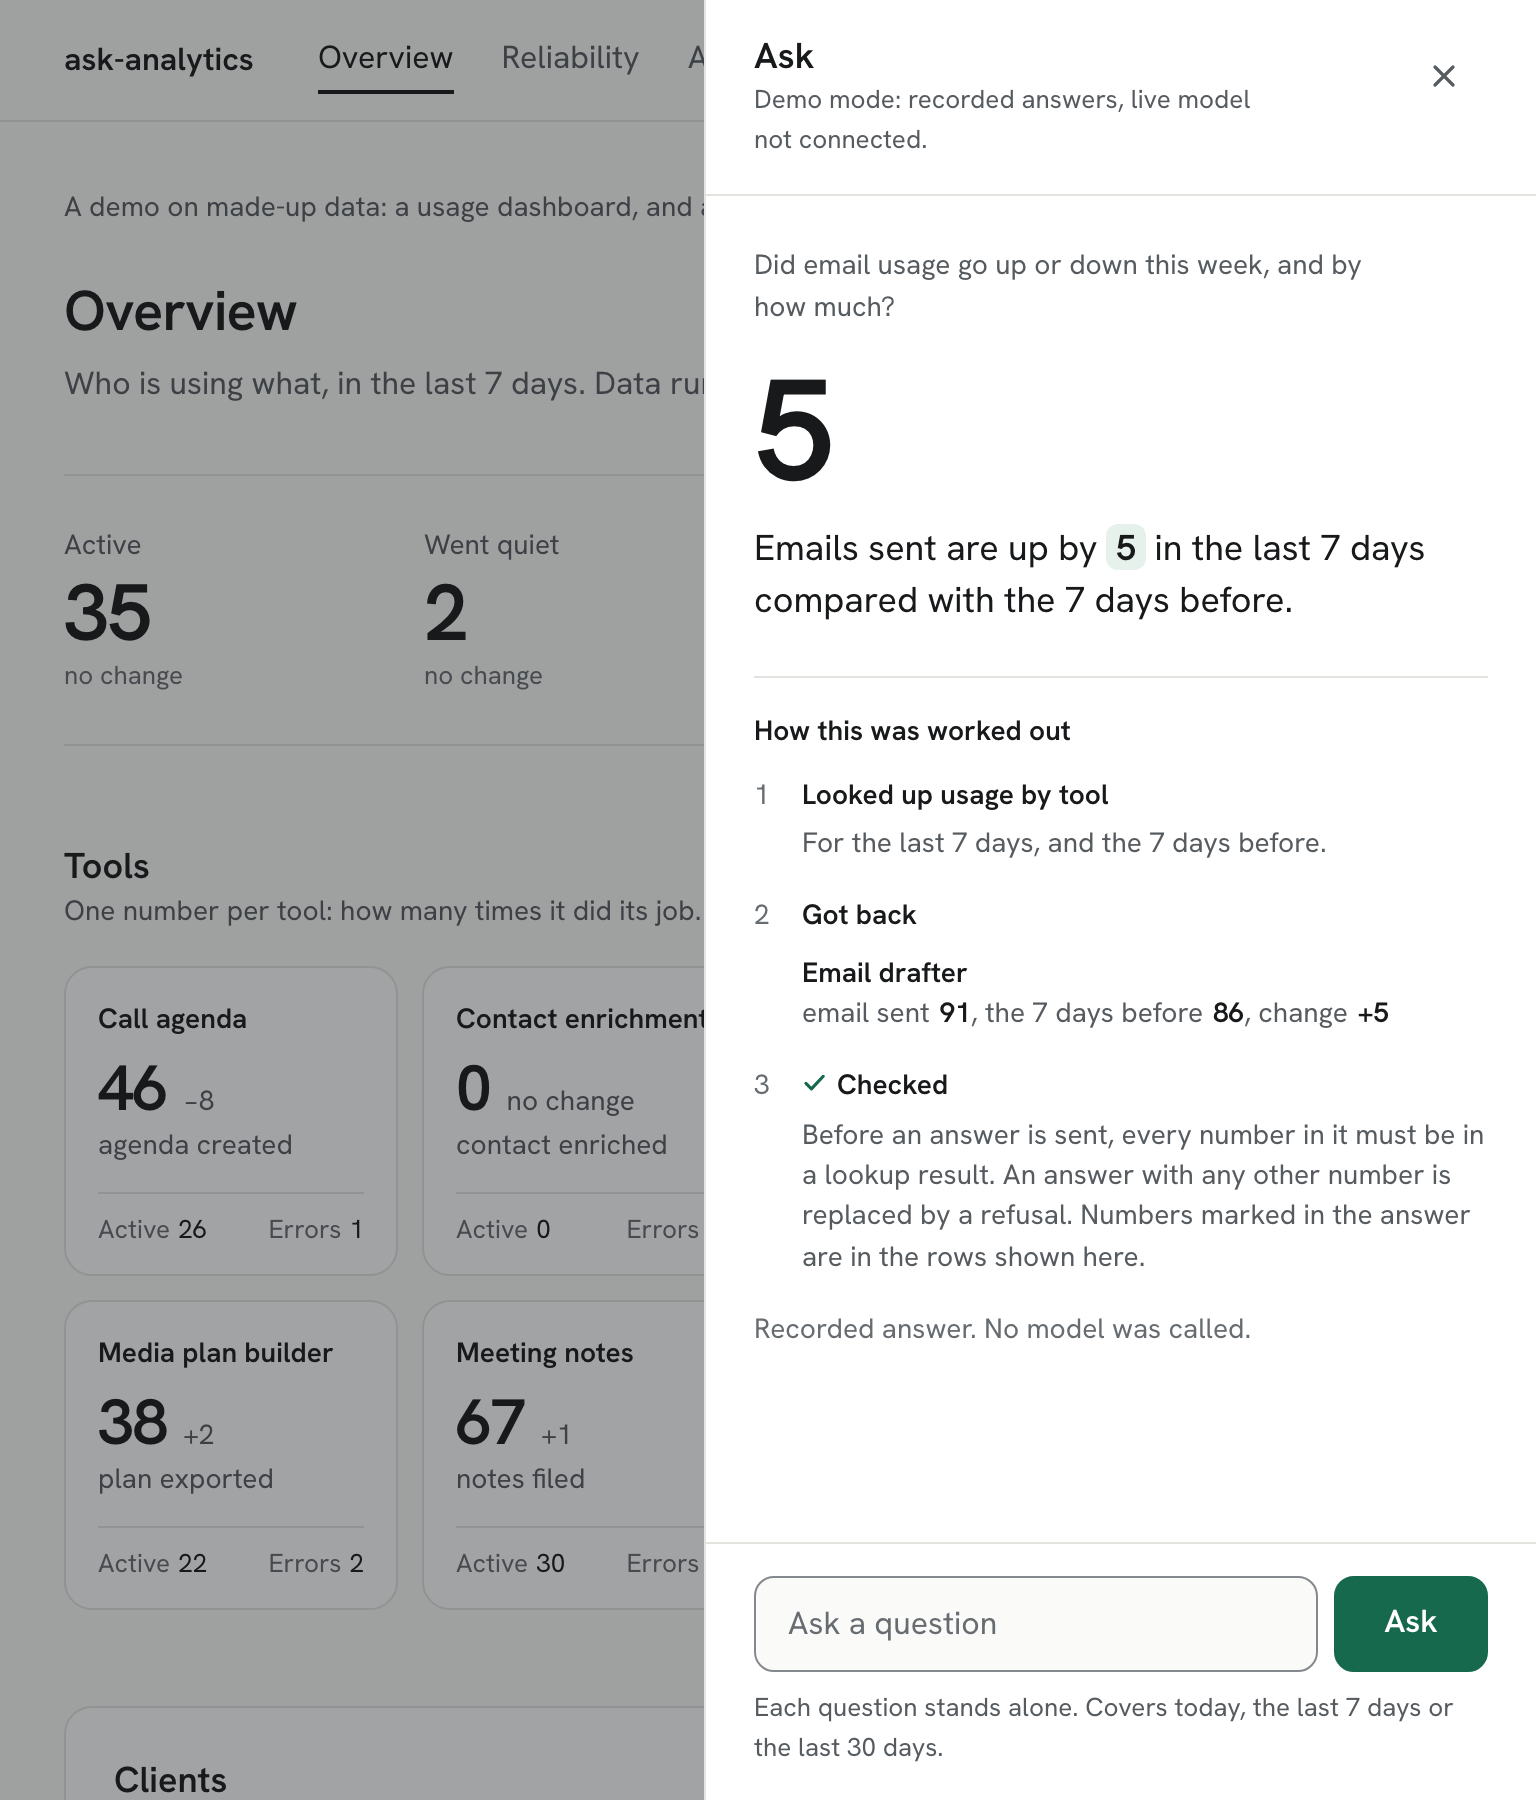 ask-analytics Overview Reliability
A demo on made-up data: a usage dashboard, and
Overview
Who is using what, in the last 7 days. Data
Active Went quiet
35 2
no change no change
Tools
One number per tool: how many times it did its job.
Call agenda Contact enrichment
46 –8 0 no change
agenda created contact enriched
Active 26 Errors 1 Active 0 Errors
Media plan builder Meeting notes
38 +2 67 +1
plan exported notes filed
Active 22 Errors 2 Active 30 Errors
Clients
Ask
Demo mode: recorded answers, live model
not connected.
Did email usage go up or down this week, and by
how much?
5
Emails sent are up by 5 in the last 7 days
compared with the 7 days before.
How this was worked out
1 Looked up usage by tool
For the last 7 days, and the 7 days before.
2 Got back
Email drafter
email sent 91, the 7 days before 86, change +5
3 Checked
Before an answer is sent, every number in it must be in
a lookup result. An answer with any other number is
replaced by a refusal. Numbers marked in the answer
are in the rows shown here.
Recorded answer. No model was called.
Ask a question Ask
Each question stands alone. Covers today, the last 7 days or
the last 30 days.